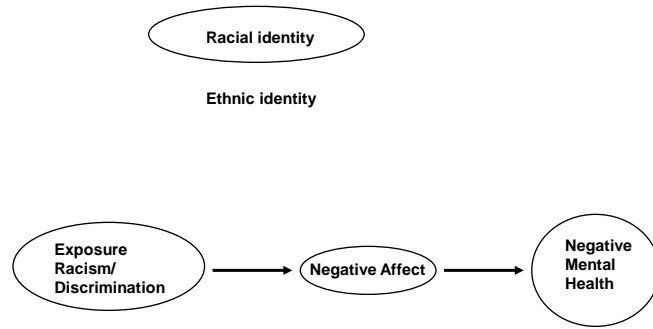 Racial identity
Ethnic identity
Exposure
Racism/
Discrimination
Negative Affect
Negative
Mental
Health